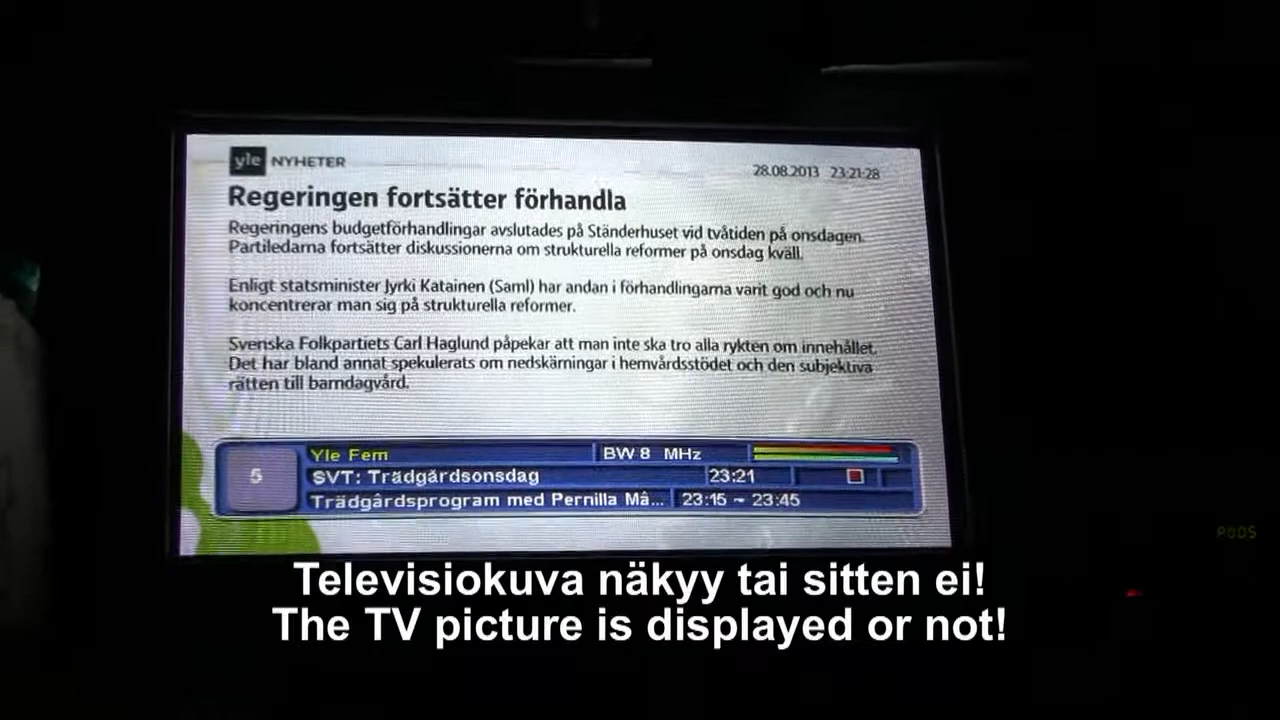 yle NYHETER
28.08.2013 23:21:28
Regeringen fortsätter förhandla
Regeringens budgetförhandlingar avslutades på Ständerhuset vid tvåtiden på onsdagen.
Partiledarna fortsätter diskussionerna om strukturella reformer på onsdag kväll.
Enligt statsminister Jyrki Katainen (Saml) har andan i förhandlingarna varit god och nu
koncentrerar man sig på strukturella reformer.
Svenska Folkpartiets Carl Haglund påpekar att man inte ska tro alla rykten om innehållet.
Det har bland annat spekulerats om nedskärningar i hemvårdsstödet och den subjektiva
rätten till barndagvård.
5
Yle Fem
BW 8 MHz
SVT: Trädgårdsonsdag
23:21
Trädgårdsprogram med Pernilla Må...
23:15 ~ 23:45
P005
Televisiokuva näkyy tai sitten ei!
The TV picture is displayed or not!